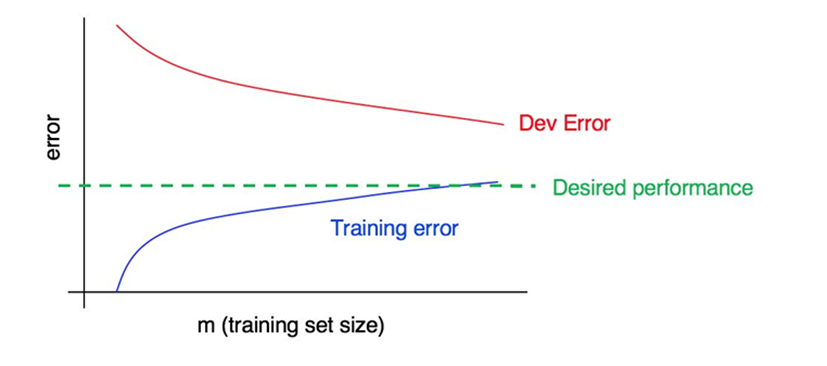 error
Dev Error
Desired performance
Training error
m (training set size)